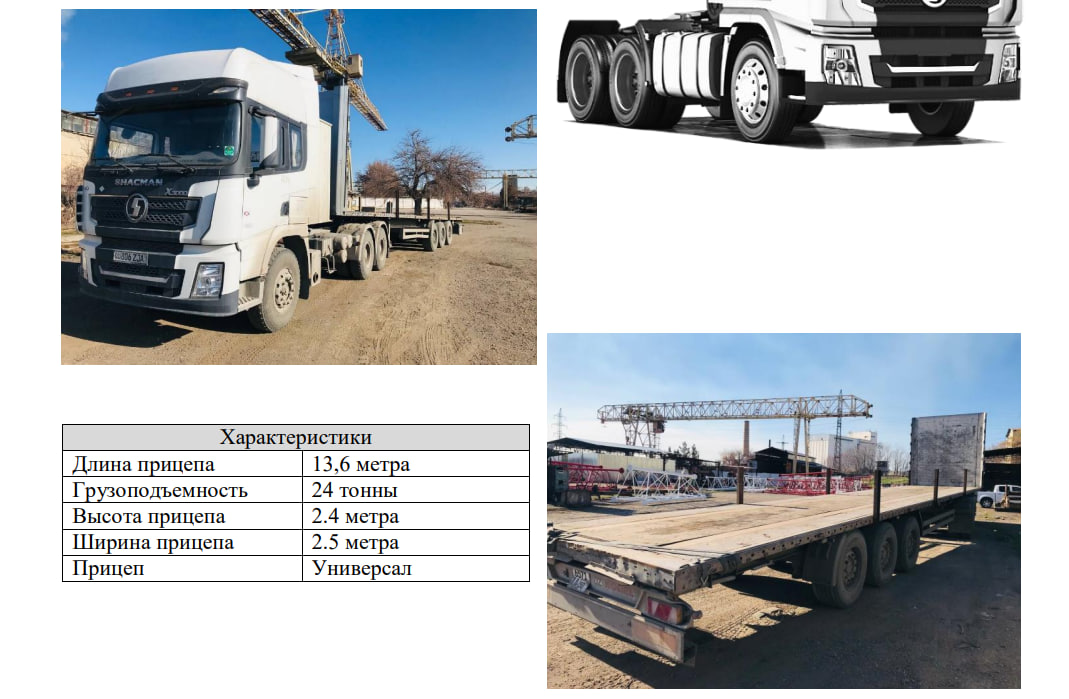 SHACMAN
X3000
Характеристики
Длина прицепа 13,6 метра
Грузоподъемность 24 тонны
Высота прицепа 2.4 метра
Ширина прицепа 2.5 метра
Прицеп Универсал